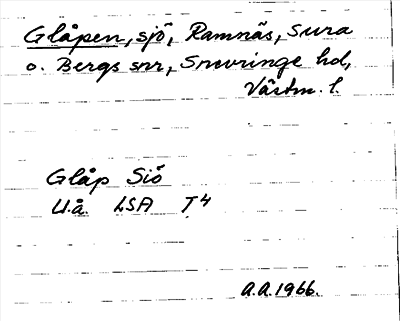 Glåpen, sjö, Ramnäs, Sura
o. Bergs snr, Snevringe hd,
Västm. l.
Glåp Siö
U.å. LSA T4
A.A. 1966.